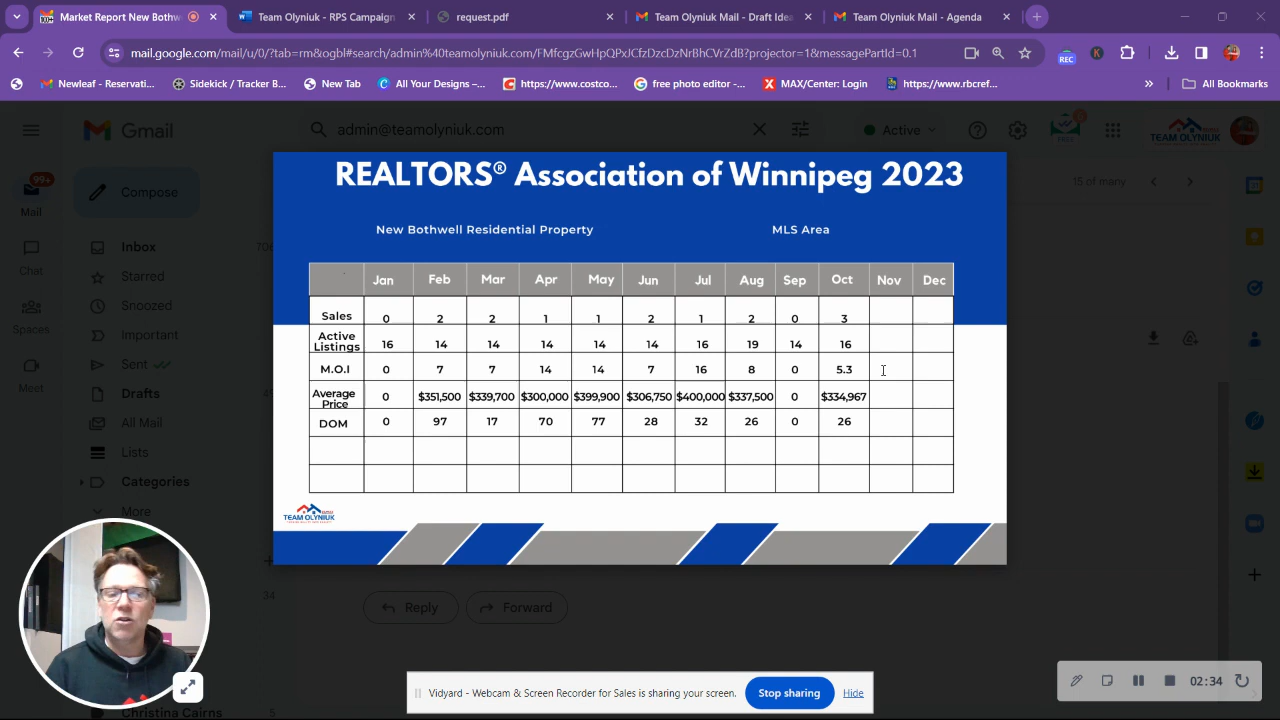 Market Report New Bothw
Team Olyniuk - RPS Campaign
request.pdf
Team Olyniuk Mail - Draft Idea
Team Olyniuk Mail - Agenda
mail.google.com/mail/u/0/?tab=rm&ogbl#search/admin%40teamolyniuk.com/FMfcgzGwHpQPxJCfzDczDzNrBhCVrZdB?projector=1&messagePartId=0.1
REC
K
Newleaf - Reservati...
Sidekick / Tracker B...
New Tab
All Your Designs –...
https://www.costco...
free photo editor -...
MAX/Center: Login
https://www.rbcref...
»
All Bookmarks
Gmail
admin@teamolyniuk.com
Active
TEAM OLYNIUK
99+
Compose
15 of many
Mail
Inbox
Chat
Starred
Snoozed
Spaces
Important
Sent
Meet
Drafts
All Mail
Lists
Categories
More
34
REALTORS® Association of Winnipeg 2023
New Bothwell Residential Property MLS Area
Jan Feb Mar Apr May Jun Jul Aug Sep Oct Nov Dec
Sales 0 2 2 1 1 2 1 2 0 3
Active Listings 16 14 14 14 14 14 16 19 14 16
M.O.I 0 7 7 14 14 7 16 8 0 5.3
Average Price 0 $351,500 $339,700 $300,000 $399,900 $306,750 $400,000 $337,500 0 $334,967
DOM 0 97 17 70 77 28 32 26 0 26
TEAM OLYNIUK
Reply
Forward
Vidyard - Webcam & Screen Recorder for Sales is sharing your screen.
Stop sharing
Hide
02:34
Christina Cairns
5